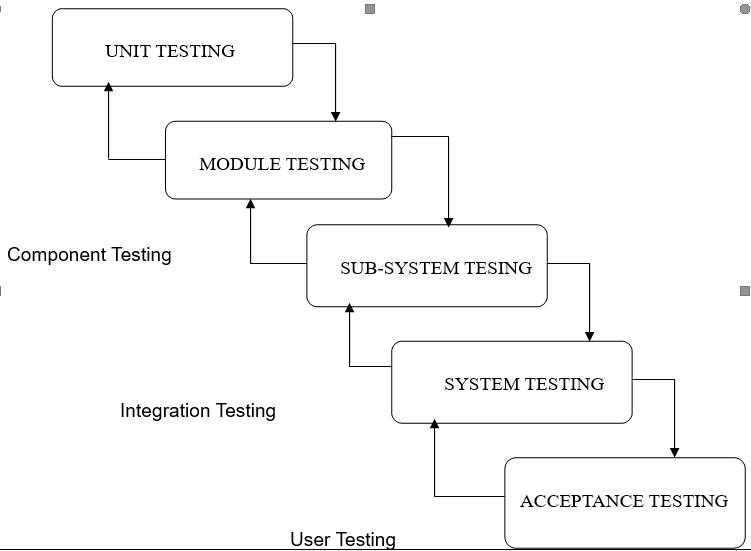 UNIT TESTING
MODULE TESTING
Component Testing
SUB-SYSTEM TESING
SYSTEM TESTING
Integration Testing
ACCEPTANCE TESTING
User Testing